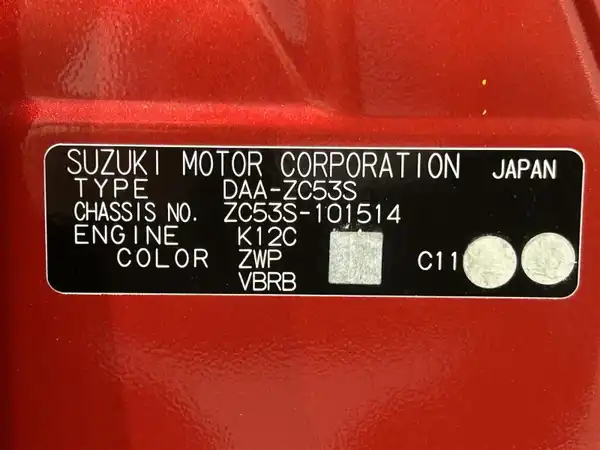 SUZUKI MOTOR CORPORATION JAPAN
TYPE DAA-ZC53S
CHASSIS NO. ZC53S-101514
ENGINE K12C
COLOR ZWP C11
VBRB